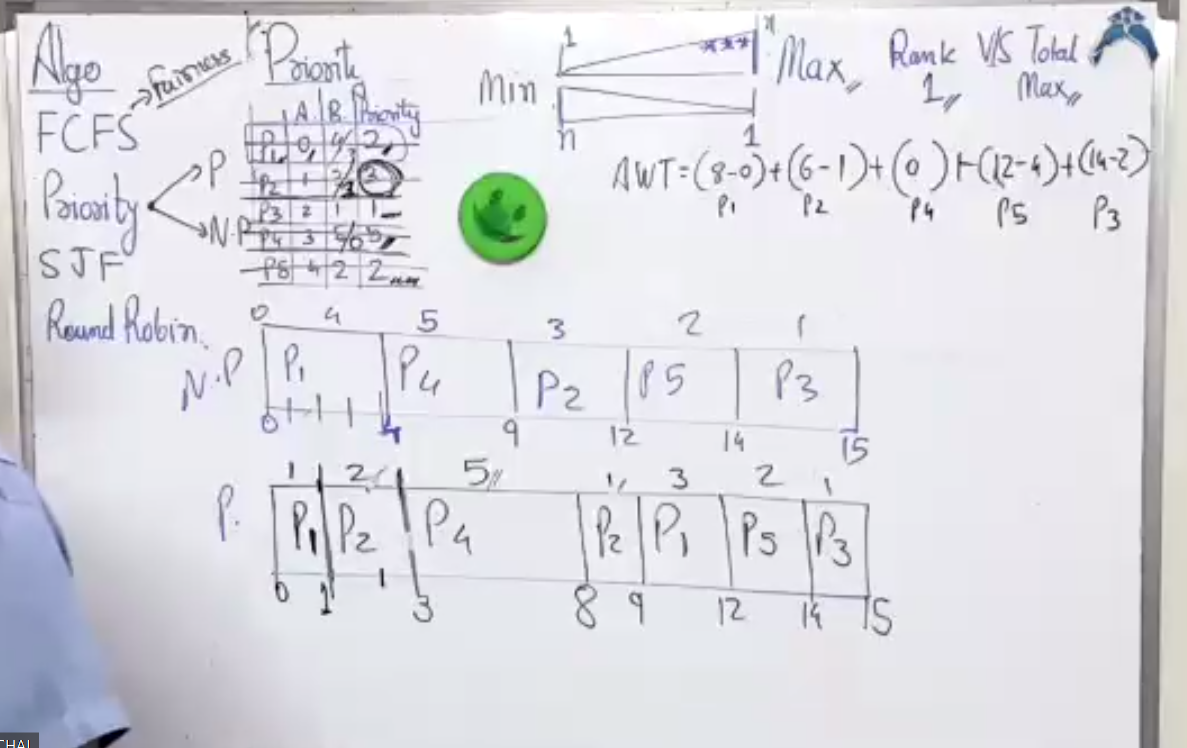 Algo
FCFS → Fairness
Priority
P
N.P
SJF
Round Robin.
Priority
A. B. Priority
P1 0, 4/3 2,
P2 1 3
P3 2 1 1
P4 3 5/0 5
P5 4 2 2
Min
1
n
n
1
Max
***
Rank V/S Total
1 Max
AWT=(8-0)+(6-1)+(0)+(12-4)+(14-2)
P1 P2 P4 P5 P3
N.P
0 4 5 3 2 1
P1 P4 P2 P5 P3
0 4 9 12 14 15
P.
1 2 5 1 3 2 1
P1 P2 P4 P2 P1 P5 P3
0 1 3 8 9 12 14 15